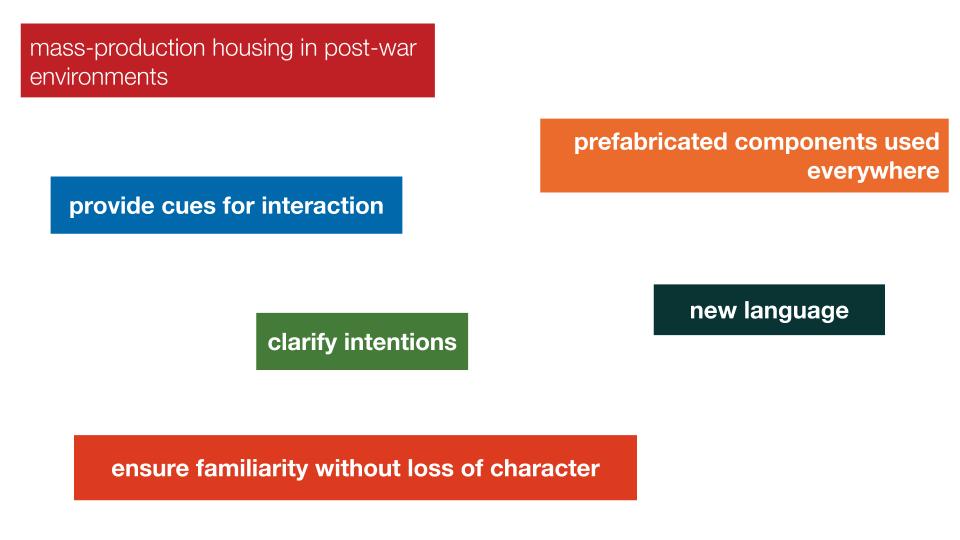 mass-production housing in post-war
environments
prefabricated components used
everywhere
provide cues for interaction
new language
clarify intentions
ensure familiarity without loss of character